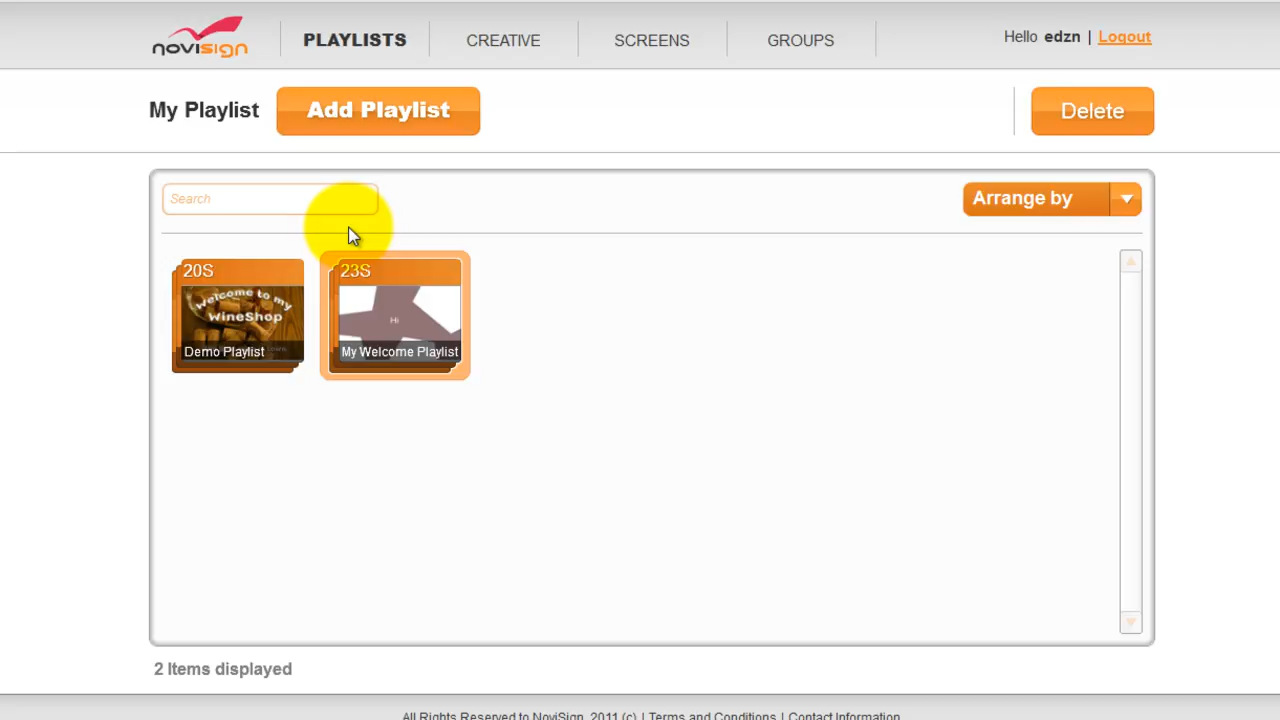 novisign
PLAYLISTS
CREATIVE
SCREENS
GROUPS
Hello edzn | Logout
My Playlist
Add Playlist
Delete
Search
Arrange by
20S
Welcome to my
WineShop
Demo Playlist
23S
Hi
My Welcome Playlist
2 Items displayed
All Rights Reserved to NoviSign, 2011 (c) | Terms and Conditions | Contact Information